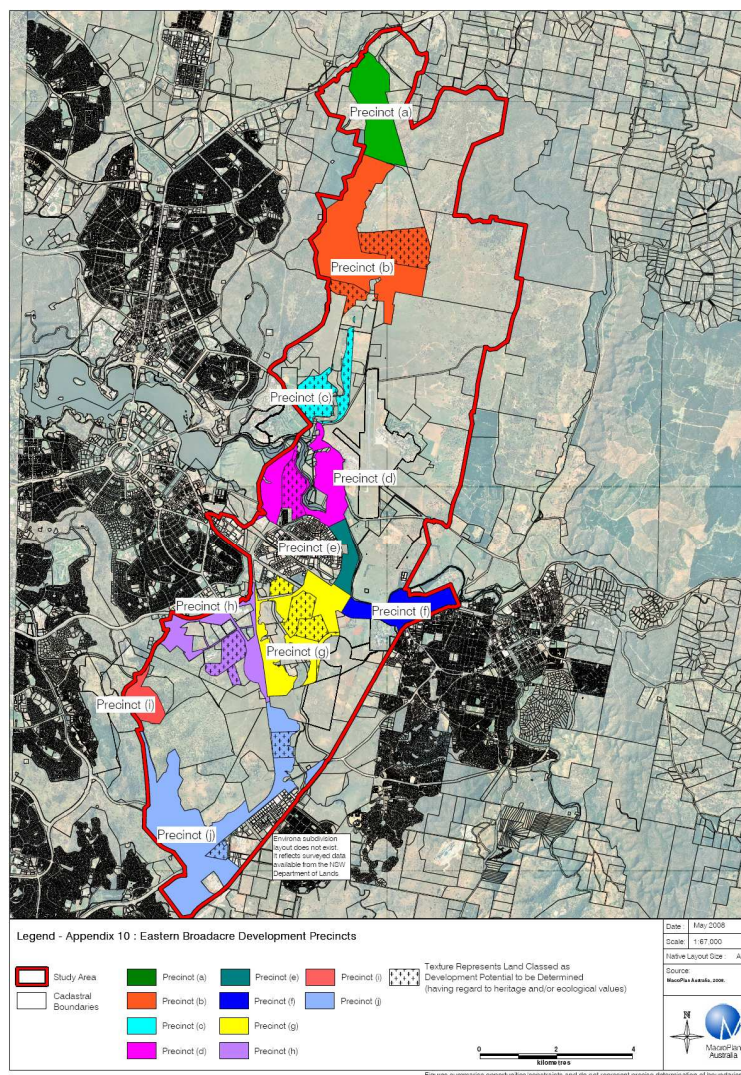 Precinct (a)
Precinct (b)
Precinct (c)
Precinct (d)
Precinct (e)
Precinct (h)
Precinct (f)
Precinct (g)
Precinct (i)
Precinct (j)
Environa subdivision
layout does not exist.
It reflects surveyed data
available from the NSW
Department of Lands
Legend - Appendix 10 : Eastern Broadacre Development Precincts
Study Area
Cadastral
Boundaries
Precinct (a)
Precinct (b)
Precinct (c)
Precinct (d)
Precinct (e)
Precinct (f)
Precinct (g)
Precinct (h)
Precinct (i)
Precinct (j)
Texture Represents Land Classed as
Development Potential to be Determined
(having regard to heritage and/or ecological values)
0 2 4
kilometres
Date : May 2008
Scale: 1:67,000
Native Layout Size : A
Source:
MacroPlan Australia, 2008.
N
MacroPlan
Australia